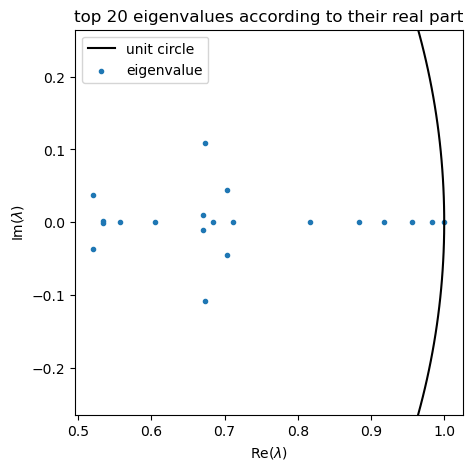 top 20 eigenvalues according to their real part
unit circle
eigenvalue
Im(λ)
0.2
0.1
0.0
−0.1
−0.2
0.5
0.6
0.7
0.8
0.9
1.0
Re(λ)